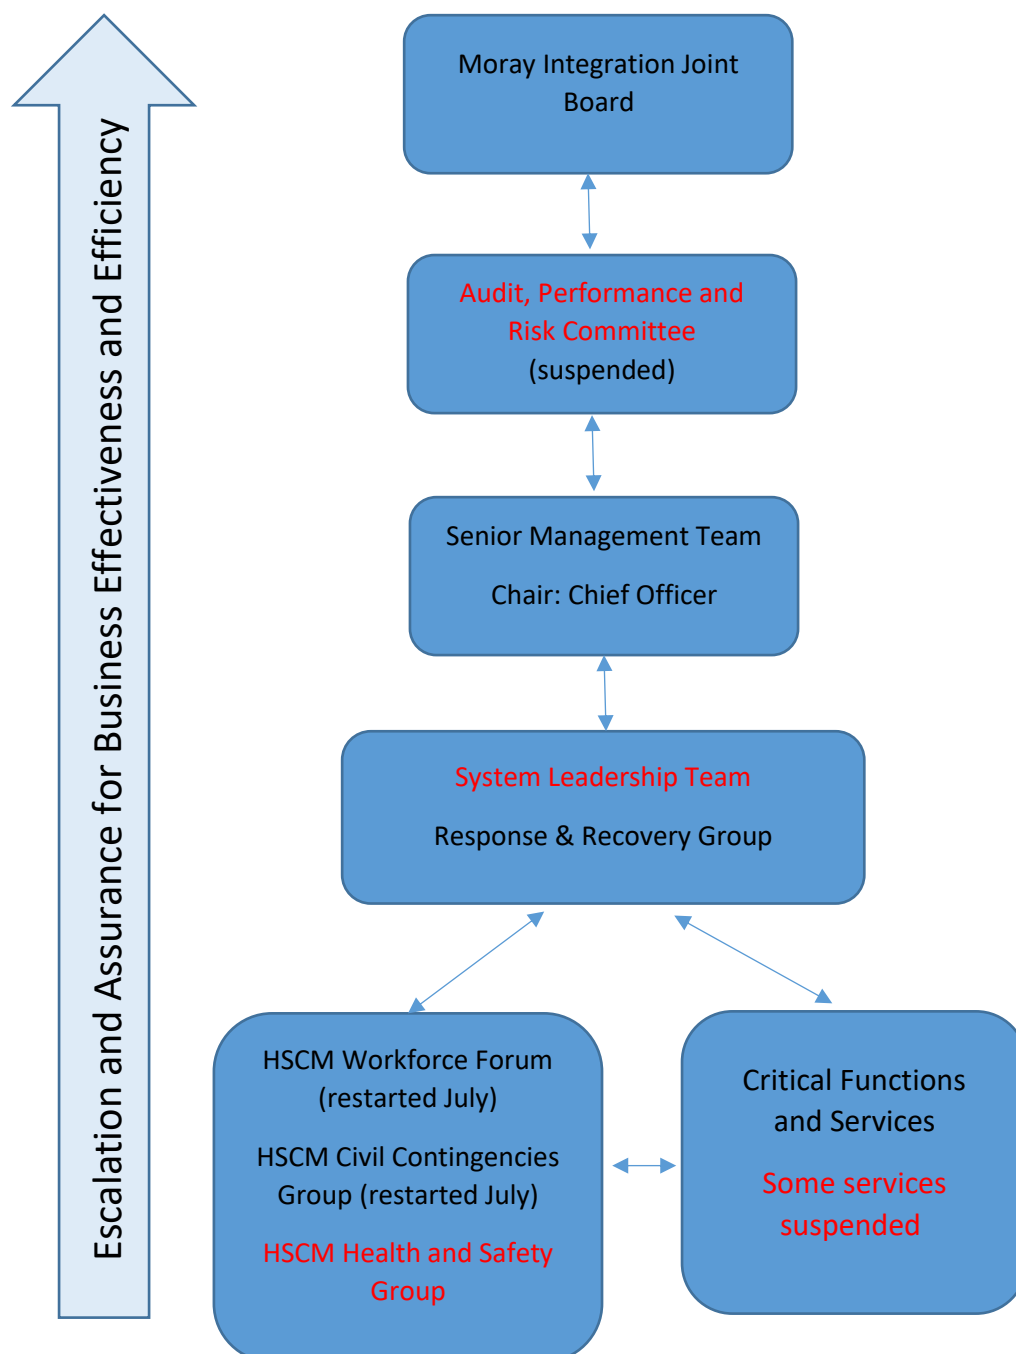 Escalation and Assurance for Business Effectiveness and Efficiency
Moray Integration Joint
Board
Audit, Performance and
Risk Committee
(suspended)
Senior Management Team
Chair: Chief Officer
System Leadership Team
Response & Recovery Group
HSCM Workforce Forum
(restarted July)
HSCM Civil Contingencies
Group (restarted July)
HSCM Health and Safety
Group
Critical Functions
and Services
Some services
suspended